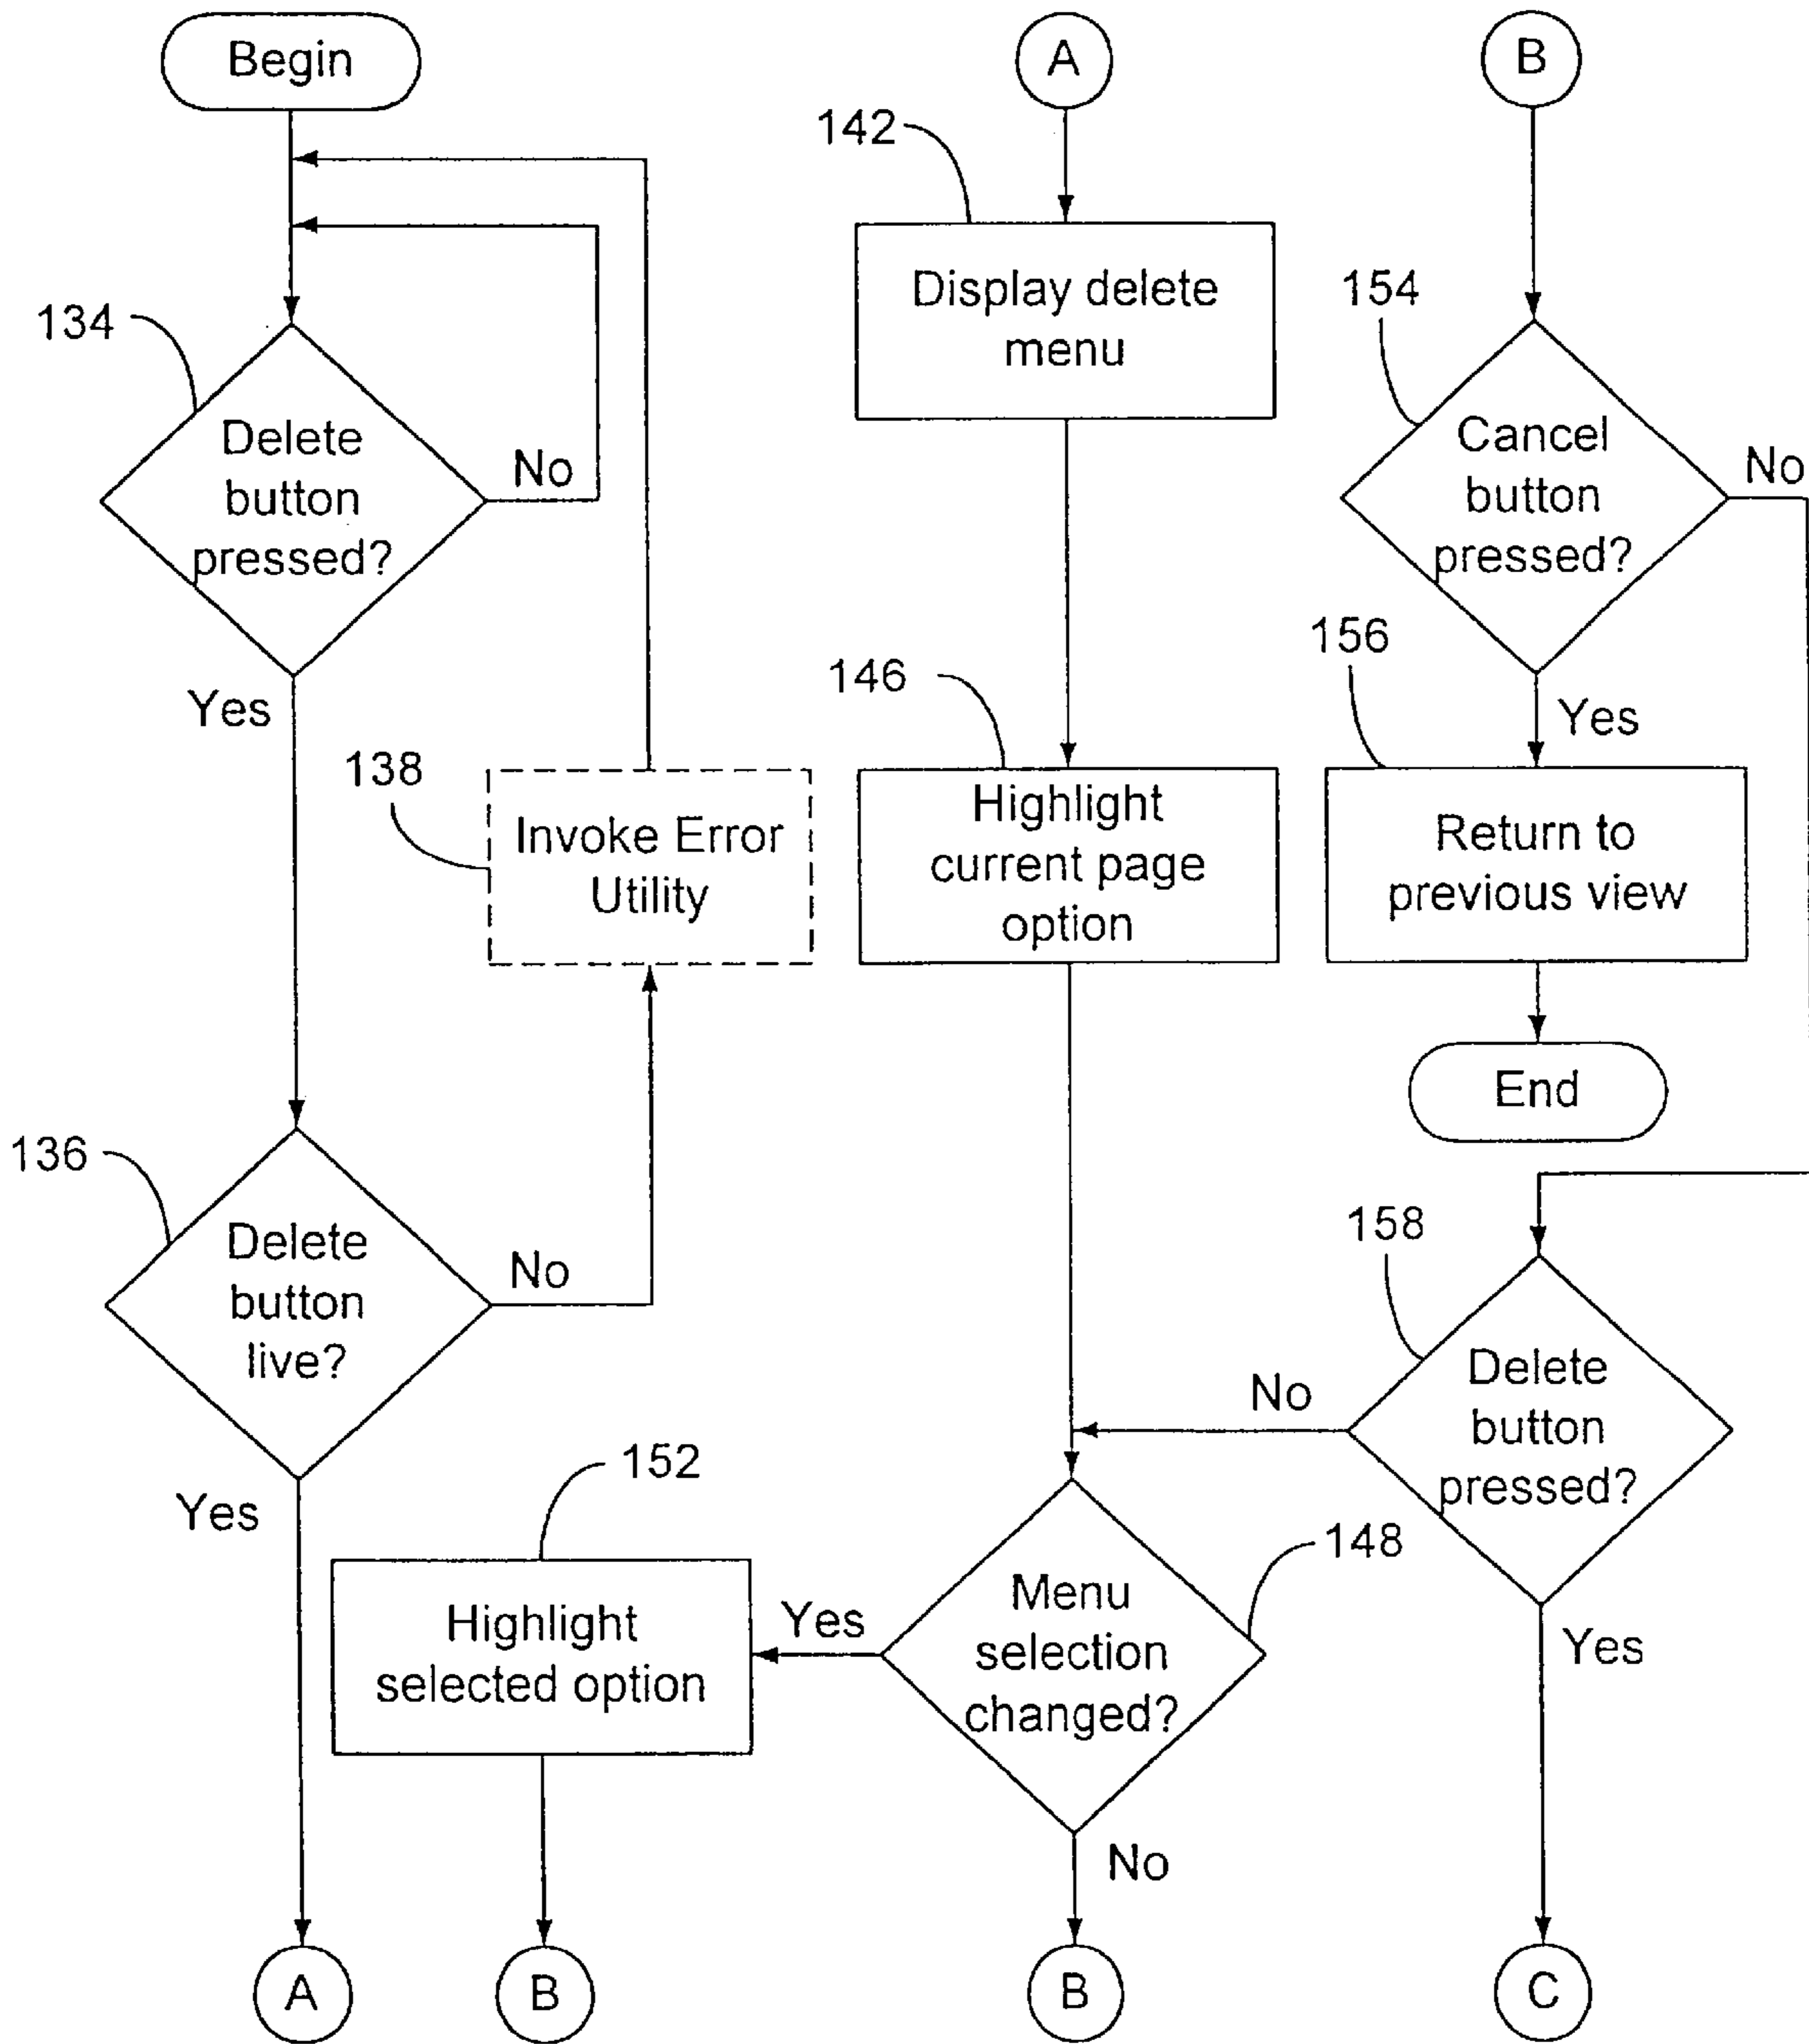 Begin
134
Delete
button
pressed?
No
Yes
138
Invoke Error
Utility
136
Delete
button
live?
No
Yes
A
A
142
Display delete
menu
146
Highlight
current page
option
148
Menu
selection
changed?
Yes
No
152
Highlight
selected option
B
B
B
154
Cancel
button
pressed?
No
Yes
156
Return to
previous view
End
158
Delete
button
pressed?
No
Yes
C